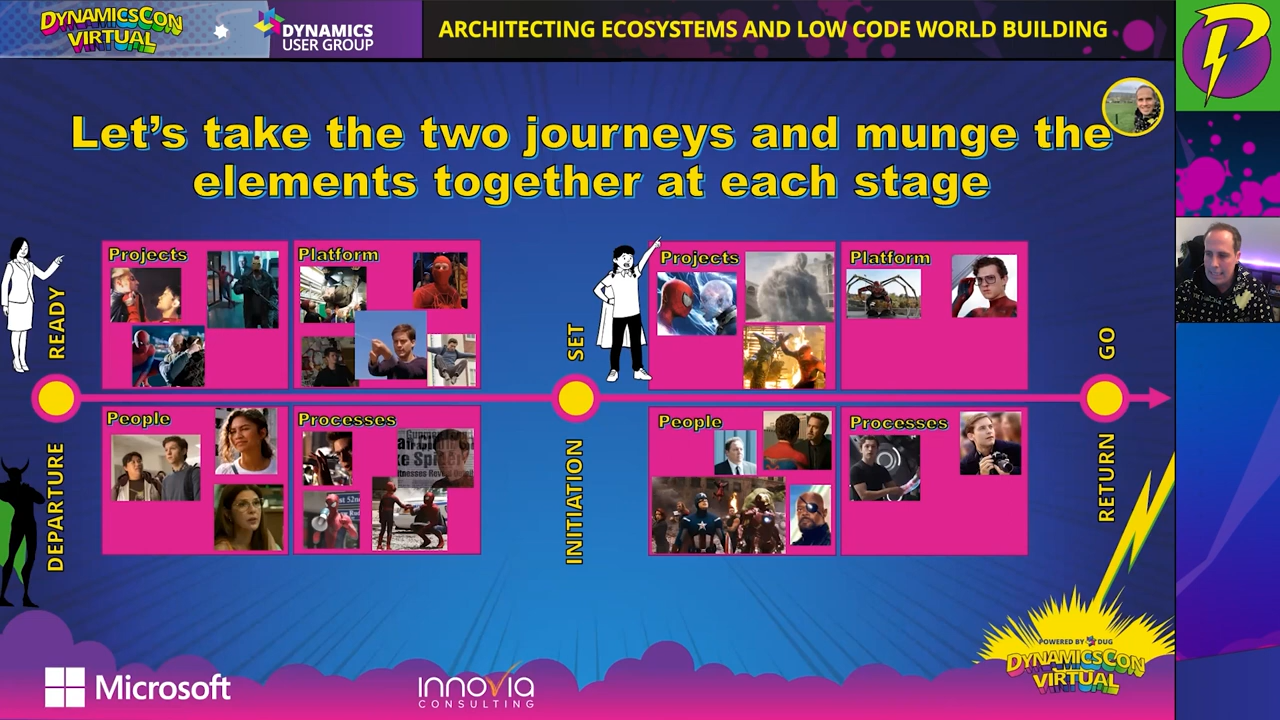 DYNAMICSCON
VIRTUAL
DYNAMICS
USER GROUP
ARCHITECTING ECOSYSTEMS AND LOW CODE WORLD BUILDING
Let's take the two journeys and munge the
elements together at each stage
READY
Projects
Platform
SET
Projects
Platform
GO
DEPARTURE
People
Processes
INITIATION
People
Processes
RETURN
Microsoft
INNOVIA
CONSULTING
POWERED BY DUG
DYNAMICSCON
VIRTUAL